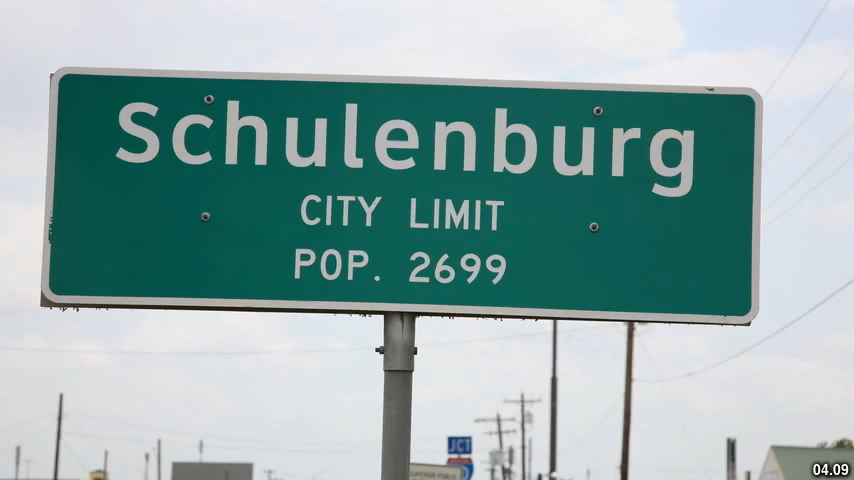 Schulenburg
CITY LIMIT
POP. 2699
JCT
04.09